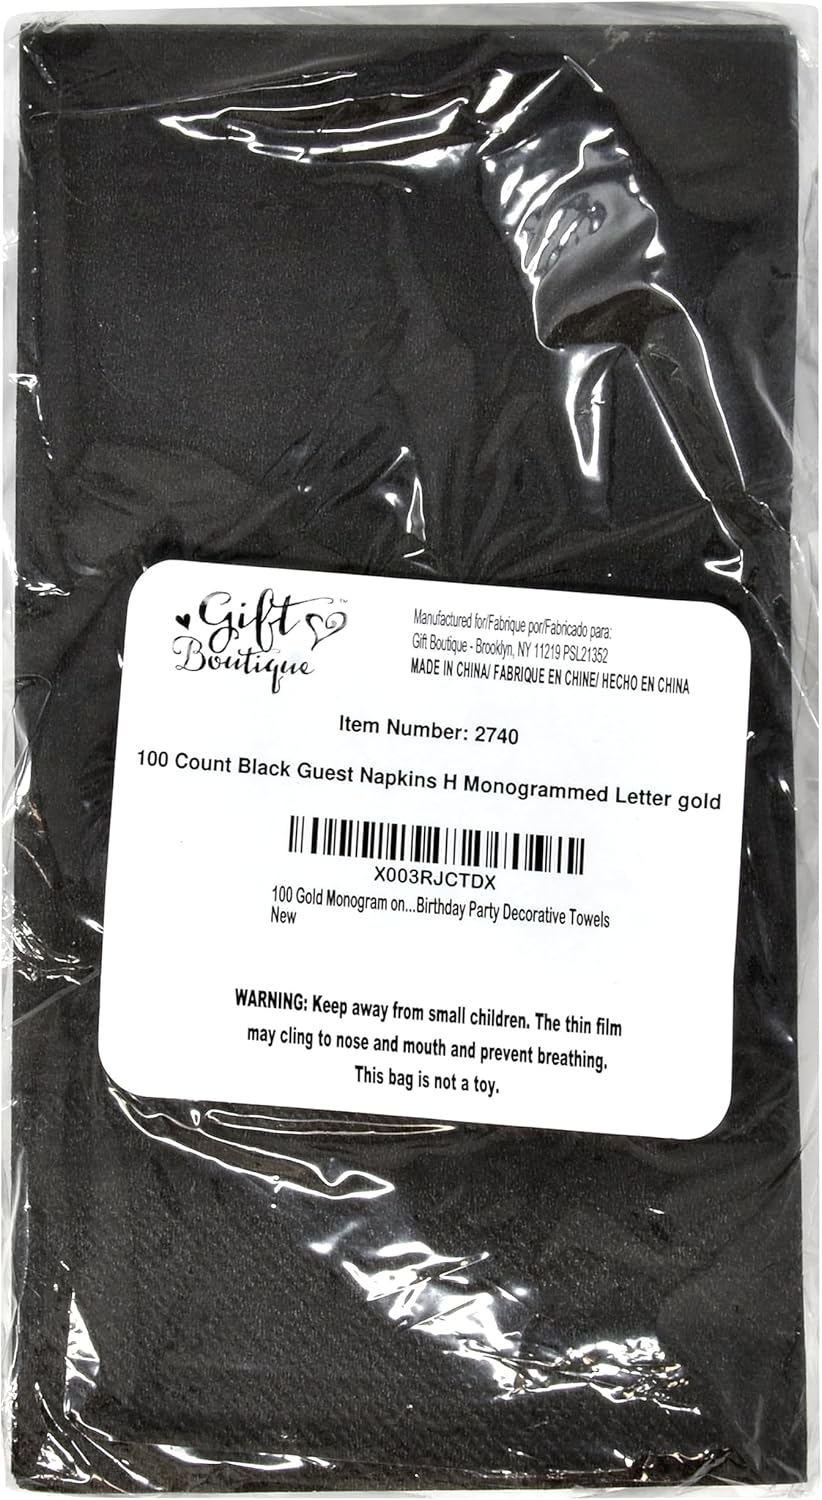 Gift
Boutique
™
Manufactured for/Fabrique por/Fabricado para:
Gift Boutique - Brooklyn, NY 11219 PSL21352
MADE IN CHINA/ FABRIQUE EN CHINE/ HECHO EN CHINA
Item Number: 2740
100 Count Black Guest Napkins H Monogrammed Letter gold
X003RJCTDX
100 Gold Monogram on...Birthday Party Decorative Towels
New
WARNING: Keep away from small children. The thin film
may cling to nose and mouth and prevent breathing.
This bag is not a toy.